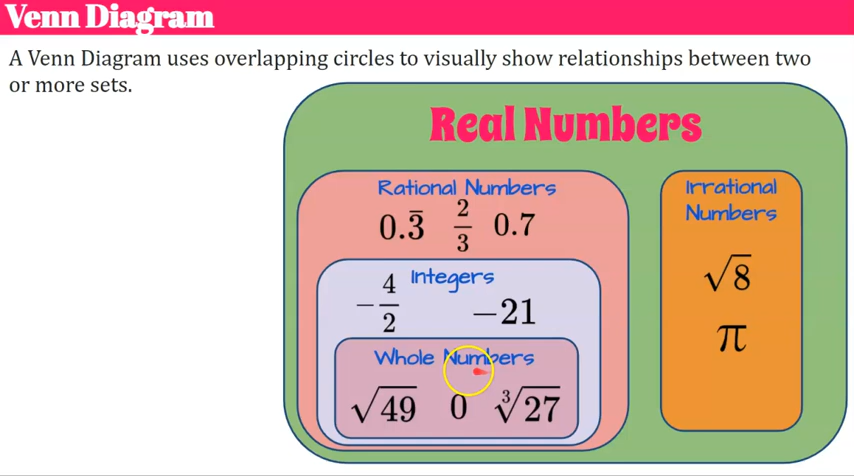 Venn Diagram
A Venn Diagram uses overlapping circles to visually show relationships between two
or more sets.
Real Numbers
Rational Numbers
0.3̅ 2/3 0.7
Integers
-4/2 -21
Whole Numbers
√49 0 ∛27
Irrational
Numbers
√8
π